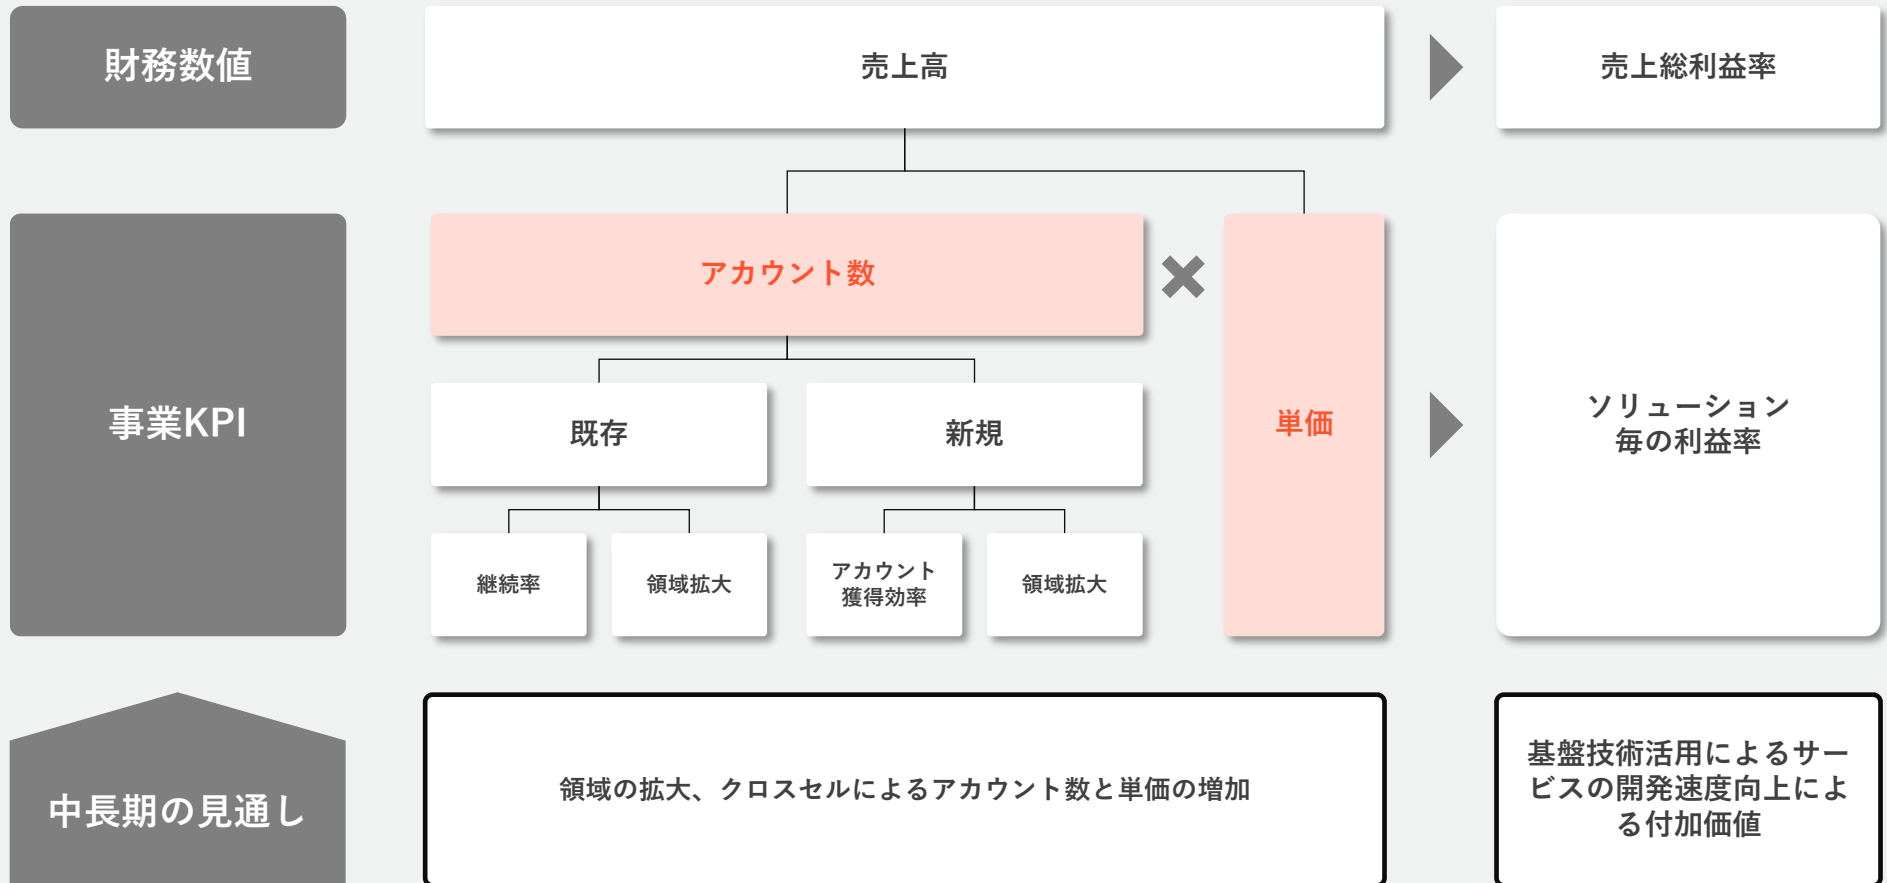 財務数値
売上高
売上総利益率
事業KPI
アカウント数
単価
ソリューション
毎の利益率
既存
新規
継続率
領域拡大
アカウント
獲得効率
領域拡大
中長期の見通し
領域の拡大、クロスセルによるアカウント数と単価の増加
基盤技術活用によるサー
ビスの開発速度向上によ
る付加価値